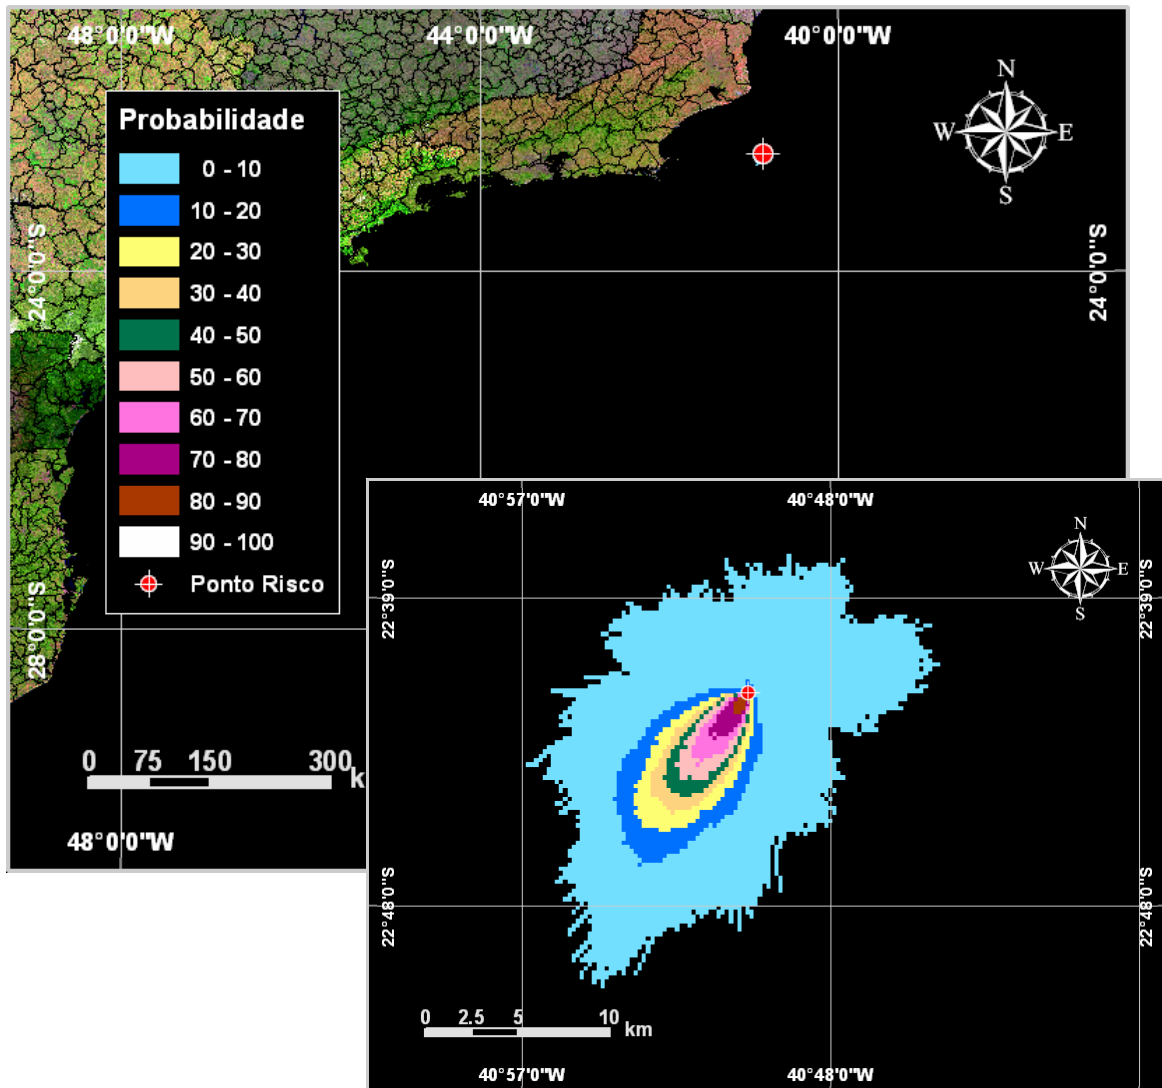 48°0'0"W 44°0'0"W 40°0'0"W
N
W E
S
Probabilidade
0 - 10
10 - 20
20 - 30
30 - 40
40 - 50
50 - 60
60 - 70
70 - 80
80 - 90
90 - 100
Ponto Risco
24°0'0"S
24°0'0"S
28°0'0"S
0 75 150 300 k
48°0'0"W
40°57'0"W 40°48'0"W
N
W E
S
22°39'0"S
22°39'0"S
22°48'0"S
22°48'0"S
0 2.5 5 10 km
40°57'0"W 40°48'0"W